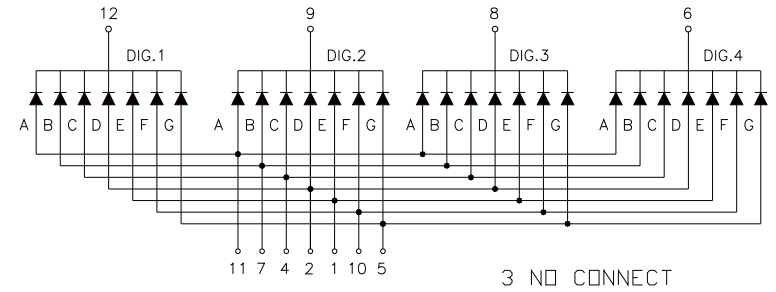 12 9 8 6
DIG.1 DIG.2 DIG.3 DIG.4
A B C D E F G A B C D E F G A B C D E F G A B C D E F G
11 7 4 2 1 10 5
3 NO CONNECT